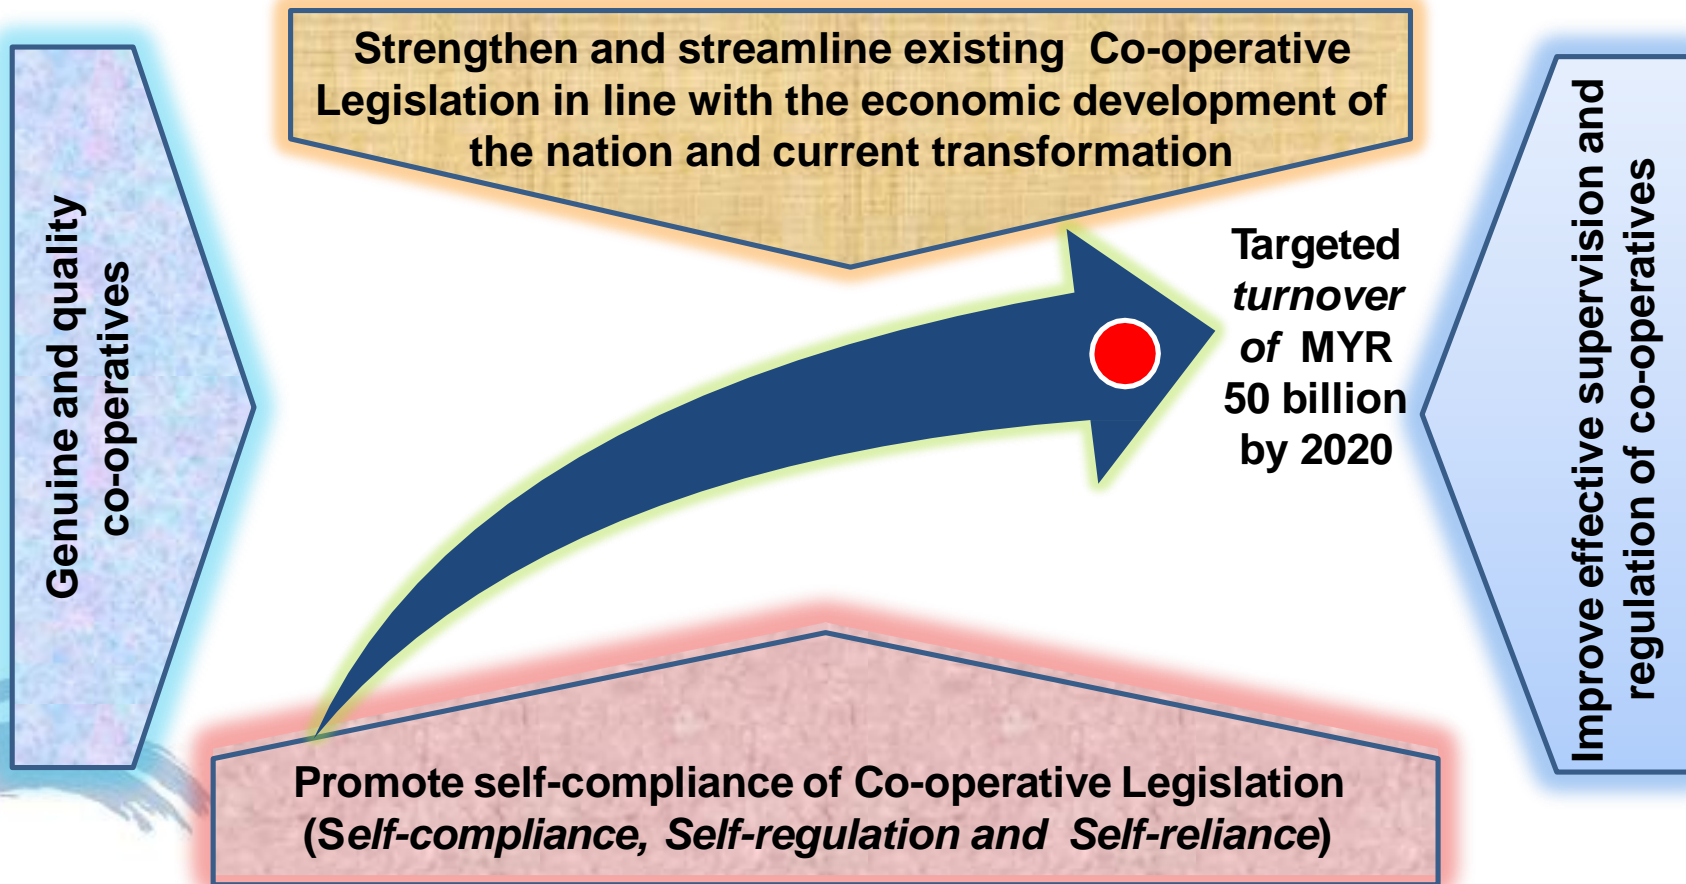 Strengthen and streamline existing Co-operative
Legislation in line with the economic development of
the nation and current transformation
Genuine and quality
co-operatives
Targeted
turnover
of MYR
50 billion
by 2020
Improve effective supervision and
regulation of co-operatives
Promote self-compliance of Co-operative Legislation
(Self-compliance, Self-regulation and Self-reliance)